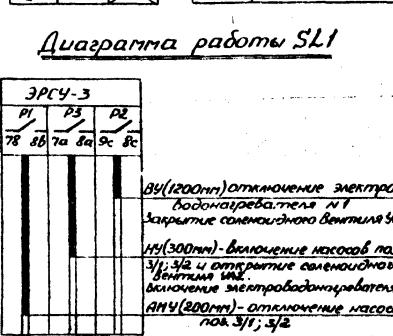 Диаграмма работы SL1
ЭРСУ-3
Р1 Р3 Р2
7в 8в 7а 8а 9с 8с
ВУ(1200мм) отключение электро
водонагревателя N1
Закрытие соленоидного вентиля
НУ(300мм)-включение насосов поз
3/1; 3/2 и открытие соленоидного
вентиля
Включение электроводонагревателя
АНУ(200мм)- отключение насос
поз. 3/1; 3/2